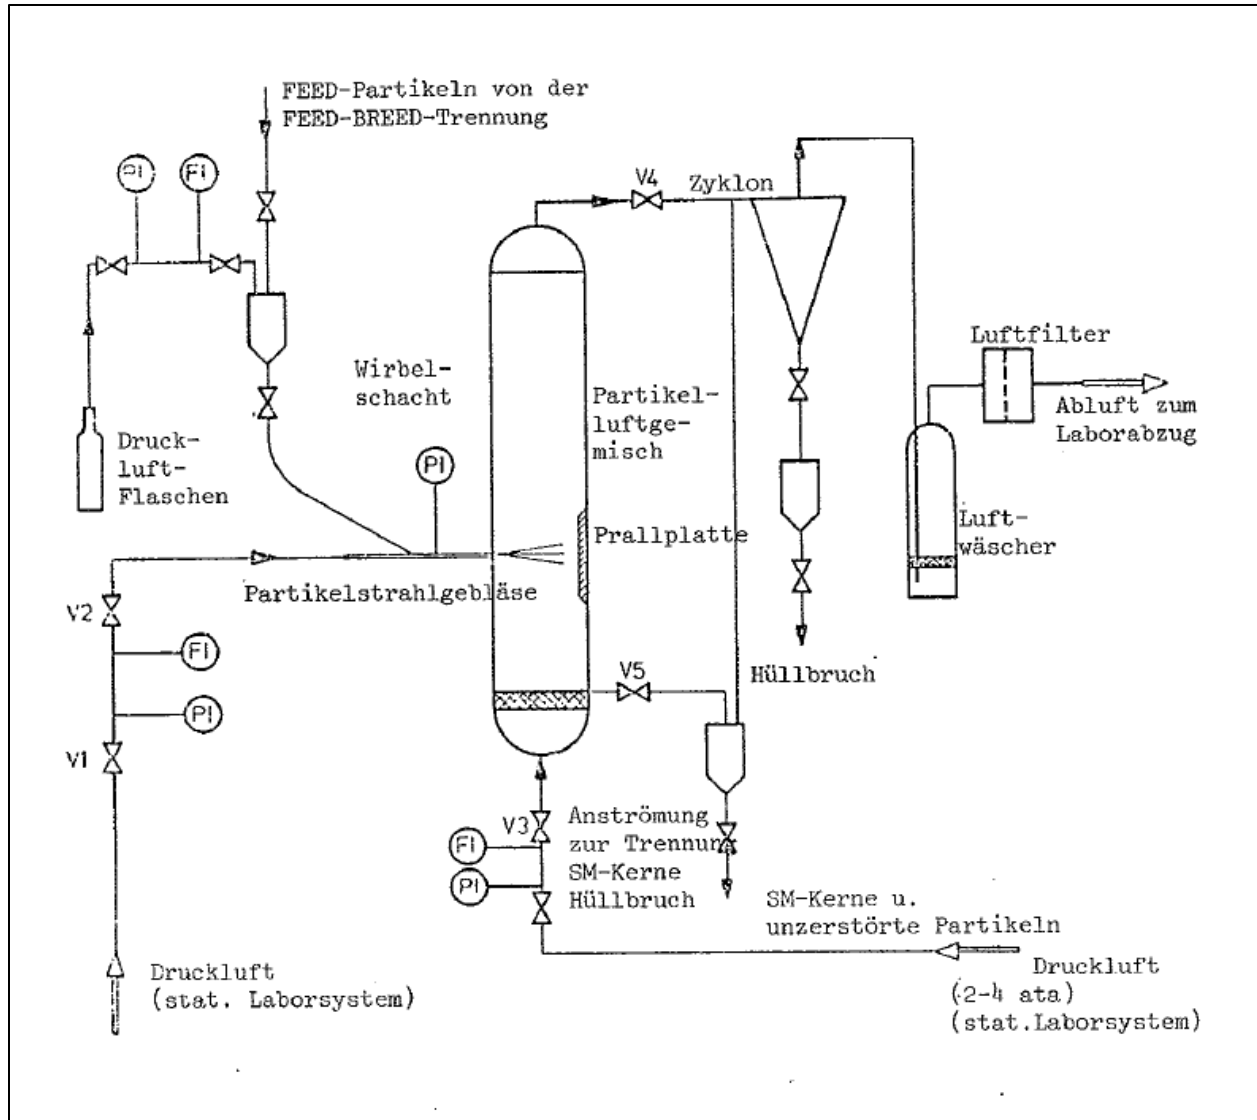 FEED-Partikeln von der
FEED-BREED-Trennung
PI
FI
V4
Zyklon
Luftfilter
Wirbel-
schacht
Partikel-
luftge-
misch
Abluft zum
Laborabzug
Druck-
luft-
Flaschen
PI
Prallplatte
Luft-
wäscher
Partikelstrahlgebläse
V2
FI
V5
Hüllbruch
PI
V1
V3
Anströmung
zur Trennung
SM-Kerne
Hüllbruch
FI
PI
SM-Kerne u.
unzerstörte Partikeln
Druckluft
(stat. Laborsystem)
Druckluft
(2-4 ata)
(stat.Laborsystem)